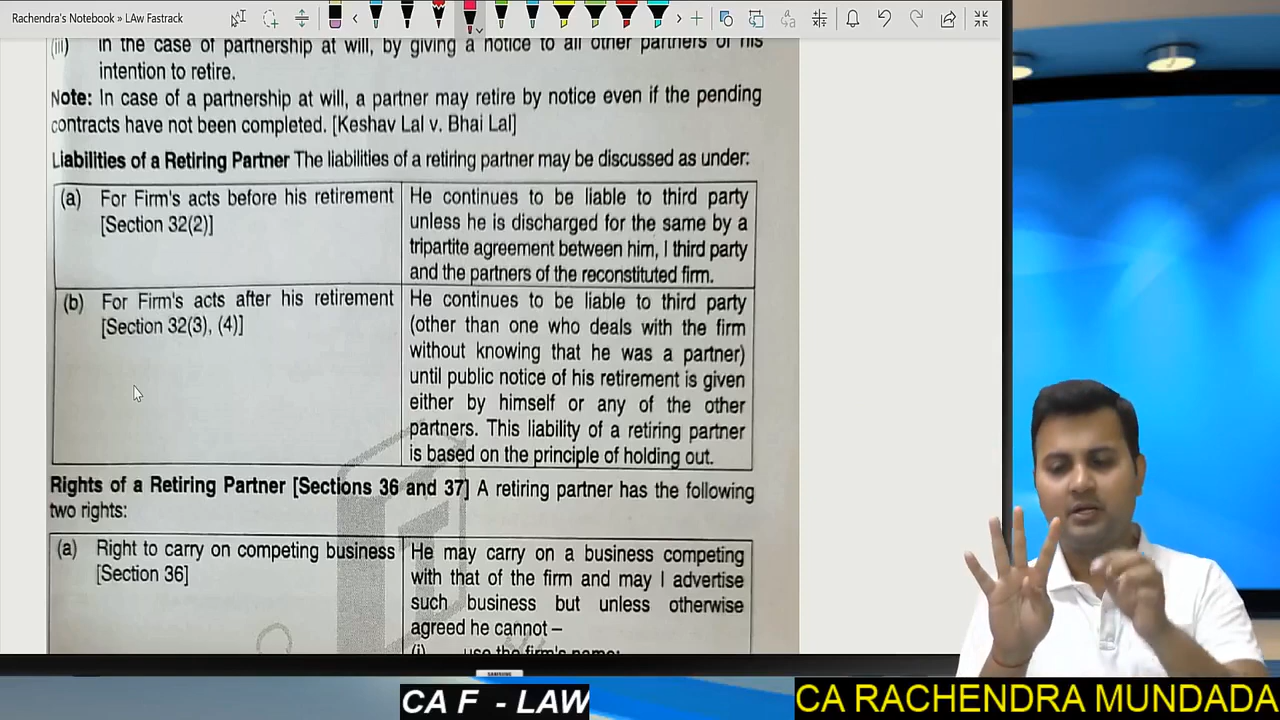 Rachendra's Notebook » LAw Fastrack
(iii) in the case of partnership at will, by giving a notice to all other partners of his
intention to retire.
Note: In case of a partnership at will, a partner may retire by notice even if the pending
contracts have not been completed. [Keshav Lal v. Bhai Lal]
Liabilities of a Retiring Partner The liabilities of a retiring partner may be discussed as under:
(a) For Firm's acts before his retirement
[Section 32(2)]
He continues to be liable to third party
unless he is discharged for the same by a
tripartite agreement between him, I third party
and the partners of the reconstituted firm.
(b) For Firm's acts after his retirement
[Section 32(3), (4)]
He continues to be liable to third party
(other than one who deals with the firm
without knowing that he was a partner)
until public notice of his retirement is given
either by himself or any of the other
partners. This liability of a retiring partner
is based on the principle of holding out.
Rights of a Retiring Partner [Sections 36 and 37] A retiring partner has the following
two rights:
(a) Right to carry on competing business
[Section 36]
He may carry on a business competing
with that of the firm and may I advertise
such business but unless otherwise
agreed he cannot –
(i) use the firm's name;
SAMSUNG
CA F - LAW
CA RACHENDRA MUNDADA